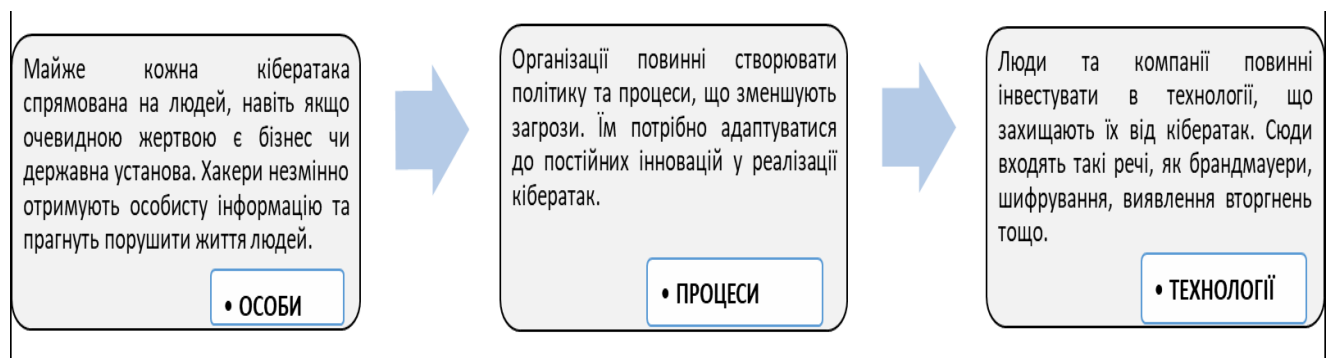 Майже кожна кібератака
спрямована на людей, навіть якщо
очевидною жертвою є бізнес чи
державна установа. Хакери незмінно
отримують особисту інформацію та
прагнуть порушити життя людей.
• ОСОБИ
Організації повинні створювати
політику та процеси, що зменшують
загрози. Їм потрібно адаптуватися
до постійних інновацій у реалізації
кібератак.
• ПРОЦЕСИ
Люди та компанії повинні
інвестувати в технології, що
захищають їх від кібератак. Сюди
входять такі речі, як брандмауери,
шифрування, виявлення вторгнень
тощо.
• ТЕХНОЛОГІЇ